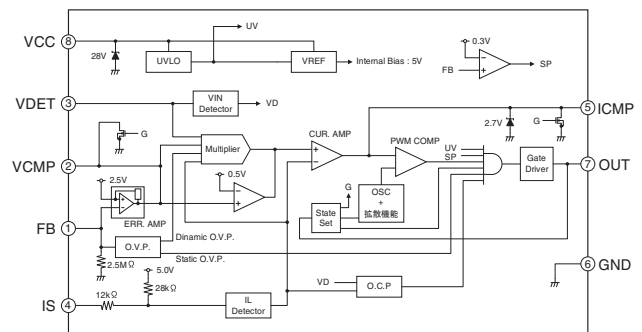 UV
0.3V
VCC
8
28V
UVLO
VREF
Internal Bias : 5V
FB
SP
VDET
3
VIN
Detector
VD
5
ICMP
G
2.7V
G
CUR. AMP
Multiplier
PWM COMP
VCMP
2
UV
SP
Gate
Driver
7
OUT
2.5V
0.5V
OSC
+
拡散機能
G
State
Set
ERR. AMP
FB
1
O.V.P.
Dinamic O.V.P.
Static O.V.P.
2.5MΩ
5.0V
28kΩ
6
GND
VD
O.C.P
IS
4
12kΩ
IL
Detector